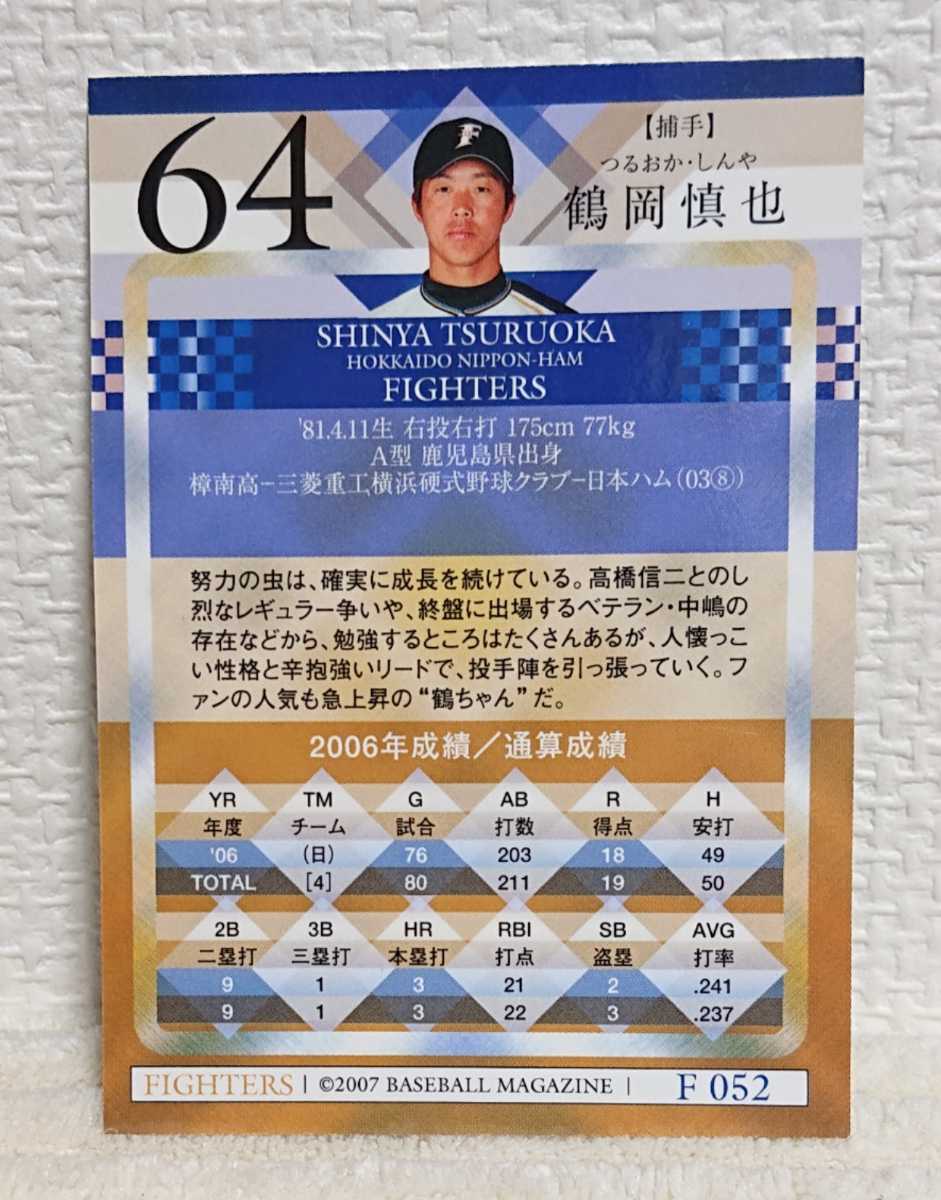 64
【捕手】
つるおか・しんや
鶴岡慎也
F
SHINYA TSURUOKA
HOKKAIDO NIPPON-HAM
FIGHTERS
'81.4.11生 右投右打 175cm 77kg
A型 鹿児島県出身
樟南高−三菱重工横浜硬式野球クラブ−日本ハム(03⑧)
努力の虫は、確実に成長を続けている。高橋信二とのし
烈なレギュラー争いや、終盤に出場するベテラン・中嶋の
存在などから、勉強するところはたくさんあるが、人懐っこ
い性格と辛抱強いリードで、投手陣を引っ張っていく。フ
ァンの人気も急上昇の“鶴ちゃん”だ。
2006年成績／通算成績
YR TM G AB R H
年度 チーム 試合 打数 得点 安打
'06 (日) 76 203 18 49
TOTAL [4] 80 211 19 50
2B 3B HR RBI SB AVG
二塁打 三塁打 本塁打 打点 盗塁 打率
9 1 3 21 2 .241
9 1 3 22 3 .237
FIGHTERS | ©2007 BASEBALL MAGAZINE | F 052